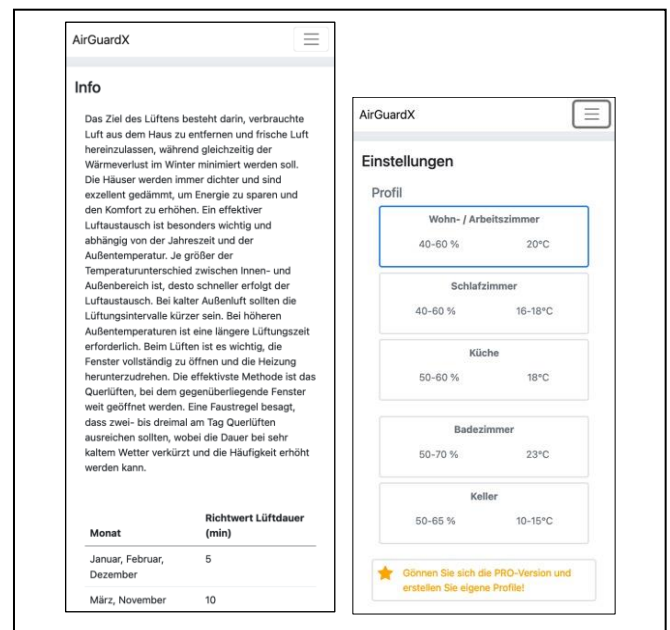 AirGuardX
Info
Das Ziel des Lüftens besteht darin, verbrauchte
Luft aus dem Haus zu entfernen und frische Luft
hereinzulassen, während gleichzeitig der
Wärmeverlust im Winter minimiert werden soll.
Die Häuser werden immer dichter und sind
exzellent gedämmt, um Energie zu sparen und
den Komfort zu erhöhen. Ein effektiver
Luftaustausch ist besonders wichtig und
abhängig von der Jahreszeit und der
Außentemperatur. Je größer der
Temperaturunterschied zwischen Innen- und
Außenbereich ist, desto schneller erfolgt der
Luftaustausch. Bei kalter Außenluft sollten die
Lüftungsintervalle kürzer sein. Bei höheren
Außentemperaturen ist eine längere Lüftungszeit
erforderlich. Beim Lüften ist es wichtig, die
Fenster vollständig zu öffnen und die Heizung
herunterzudrehen. Die effektivste Methode ist das
Querlüften, bei dem gegenüberliegende Fenster
weit geöffnet werden. Eine Faustregel besagt,
dass zwei- bis dreimal am Tag Querlüften
ausreichen sollten, wobei die Dauer bei sehr
kaltem Wetter verkürzt und die Häufigkeit erhöht
werden kann.
Monat Richtwert Lüftdauer
(min)
Januar, Februar, 5
Dezember
März, November 10
AirGuardX
Einstellungen
Profil
Wohn- / Arbeitszimmer
40-60 % 20°C
Schlafzimmer
40-60 % 16-18°C
Küche
50-60 % 18°C
Badezimmer
50-70 % 23°C
Keller
50-65 % 10-15°C
Gönnen Sie sich die PRO-Version und
erstellen Sie eigene Profile!